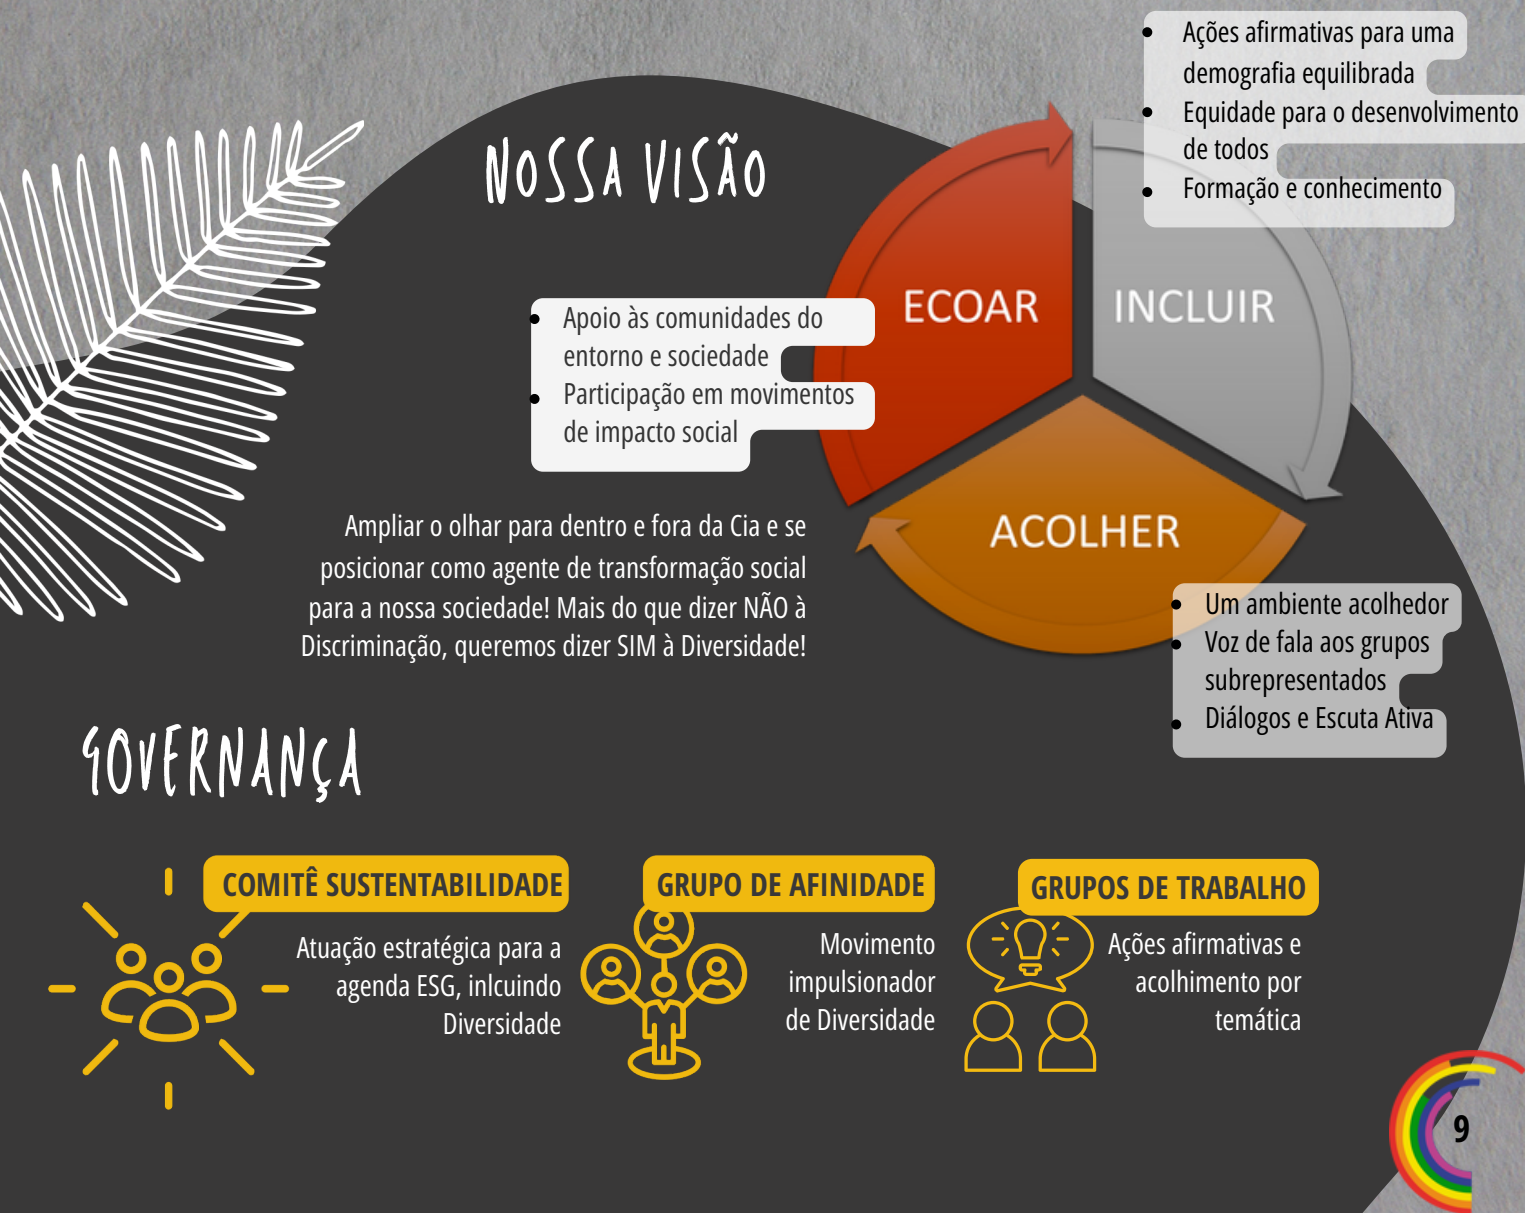 NOSSA VISÃO
Ações afirmativas para uma
demografia equilibrada
Equidade para o desenvolvimento
de todos
Formação e conhecimento
ECOAR
INCLUIR
ACOLHER
Apoio às comunidades do
entorno e sociedade
Participação em movimentos
de impacto social
Ampliar o olhar para dentro e fora da Cia e se
posicionar como agente de transformação social
para a nossa sociedade! Mais do que dizer NÃO à
Discriminação, queremos dizer SIM à Diversidade!
Um ambiente acolhedor
Voz de fala aos grupos
subrepresentados
Diálogos e Escuta Ativa
GOVERNANÇA
COMITÊ SUSTENTABILIDADE
Atuação estratégica para a
agenda ESG, inlcuindo
Diversidade
GRUPO DE AFINIDADE
Movimento
impulsionador
de Diversidade
GRUPOS DE TRABALHO
Ações afirmativas e
acolhimento por
temática
9